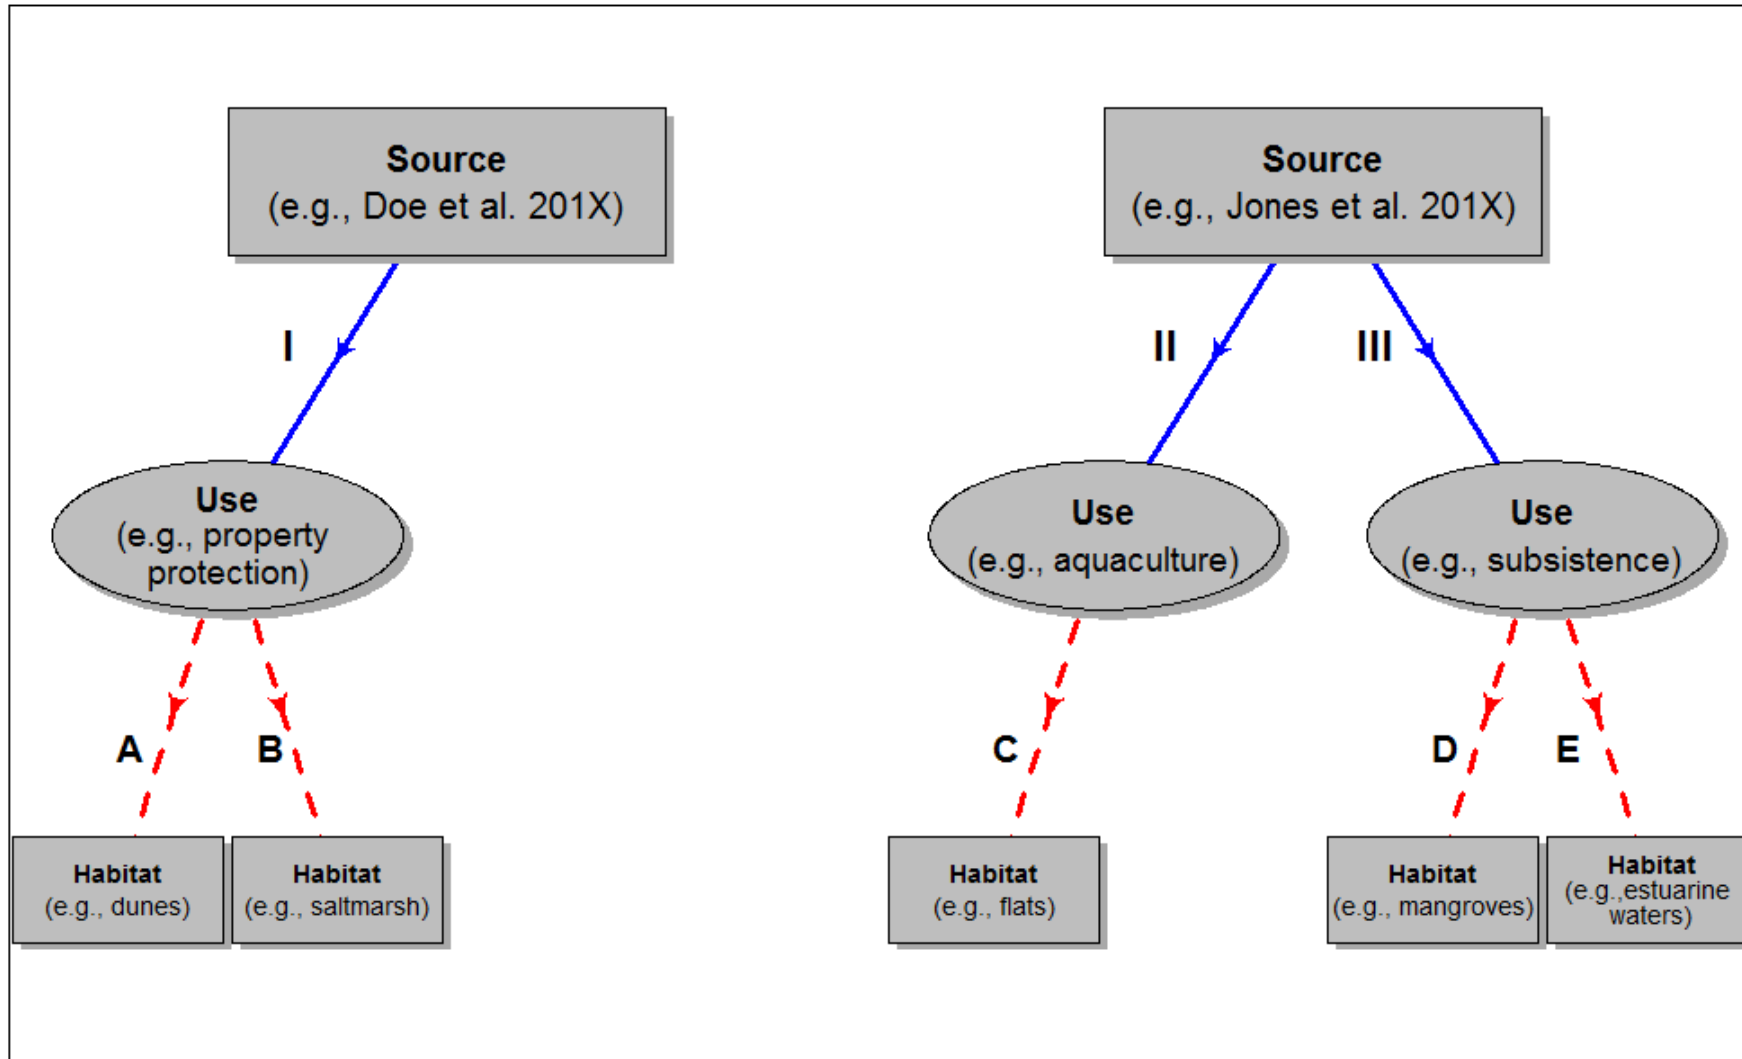 Source
(e.g., Doe et al. 201X)
Source
(e.g., Jones et al. 201X)
I
II
III
Use
(e.g., property
protection)
Use
(e.g., aquaculture)
Use
(e.g., subsistence)
A
B
C
D
E
Habitat
(e.g., dunes)
Habitat
(e.g., saltmarsh)
Habitat
(e.g., flats)
Habitat
(e.g., mangroves)
Habitat
(e.g.,estuarine
waters)